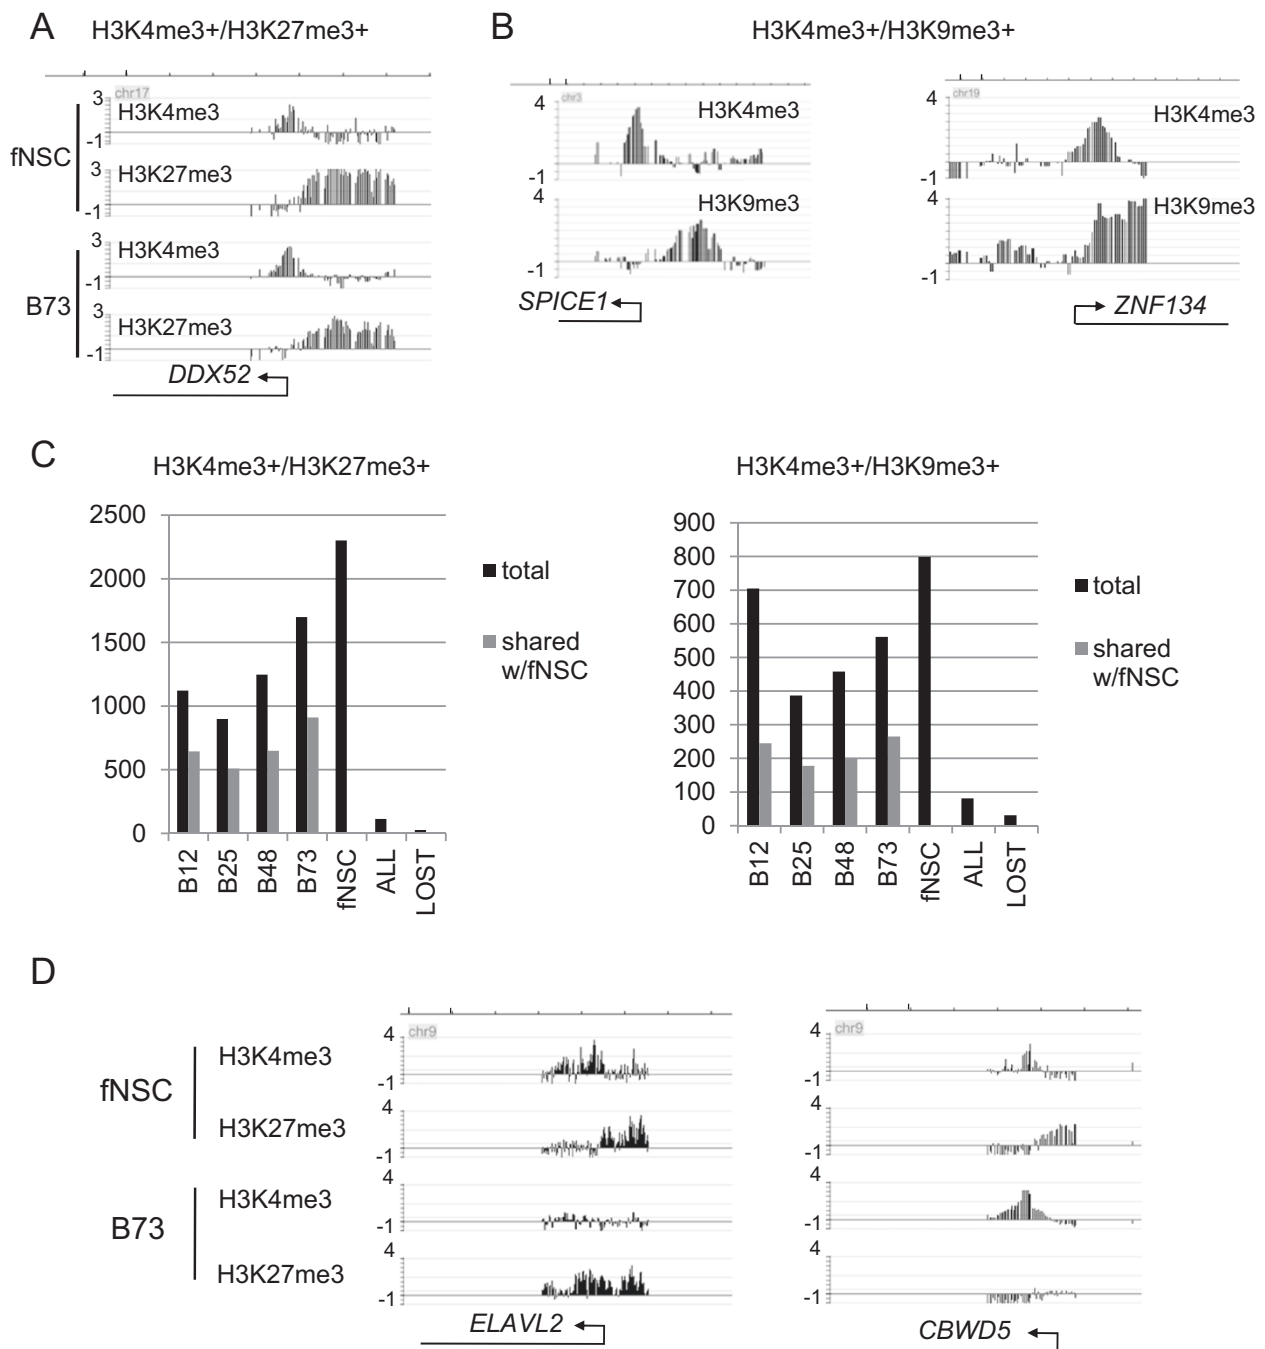 A H3K4me3+/H3K27me3+
chr17
3
H3K4me3
-1
fNSC
3
H3K27me3
-1
3
H3K4me3
-1
B73
3
H3K27me3
-1
DDX52
B H3K4me3+/H3K9me3+
chr3
4
H3K4me3
-1
4
H3K9me3
-1
SPICE1
chr19
4
H3K4me3
-1
4
H3K9me3
-1
ZNF134
C
H3K4me3+/H3K27me3+
2500
2000
1500
1000
500
0
B12
B25
B48
B73
fNSC
ALL
LOST
total
shared
w/fNSC
H3K4me3+/H3K9me3+
900
800
700
600
500
400
300
200
100
0
B12
B25
B48
B73
fNSC
ALL
LOST
total
shared
w/fNSC
D
fNSC
H3K4me3
H3K27me3
B73
H3K4me3
H3K27me3
chr9
4
-1
4
-1
4
-1
4
-1
ELAVL2
chr9
4
-1
4
-1
4
-1
4
-1
CBWD5